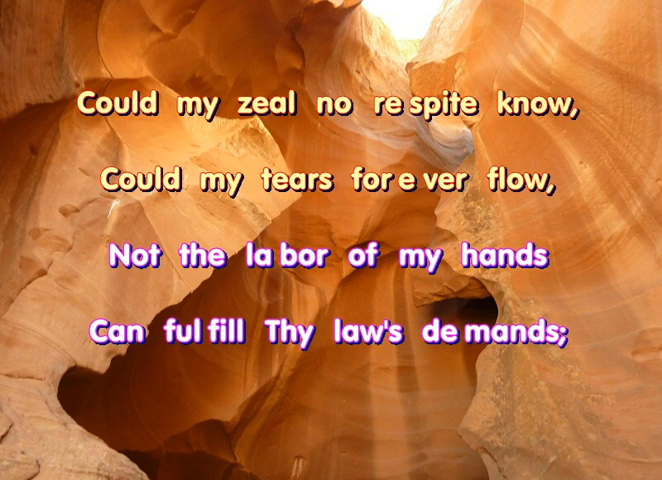 Could my zeal no re spite know,
Could my tears for e ver flow,
Not the la bor of my hands
Can ful fill Thy law's de mands;